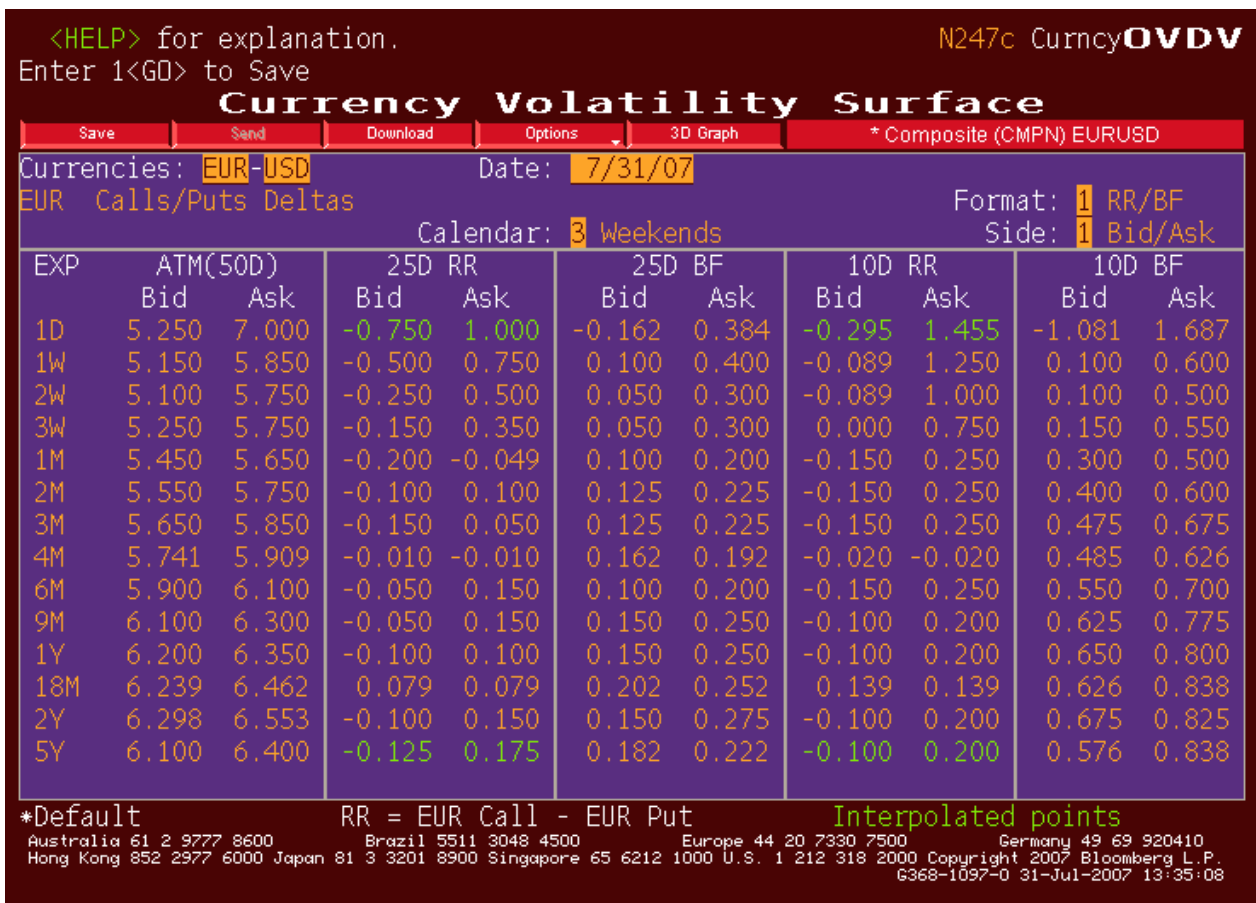 <HELP> for explanation. N247c Curncy OVDV
Enter 1<GO> to Save
Currency Volatility Surface
Save Send Download Options 3D Graph * Composite (CMPN) EURUSD
Currencies: EUR-USD Date: 7/31/07
EUR Calls/Puts Deltas Format: 1 RR/BF
Calendar: 3 Weekends Side: 1 Bid/Ask
EXP ATM(50D) 25D RR 25D BF 10D RR 10D BF
Bid Ask Bid Ask Bid Ask Bid Ask Bid Ask
1D 5.250 7.000 -0.750 1.000 -0.162 0.384 -0.295 1.455 -1.081 1.687
1W 5.150 5.850 -0.500 0.750 0.100 0.400 -0.089 1.250 0.100 0.600
2W 5.100 5.750 -0.250 0.500 0.050 0.300 -0.089 1.000 0.100 0.500
3W 5.250 5.750 -0.150 0.350 0.050 0.300 0.000 0.750 0.150 0.550
1M 5.450 5.650 -0.200 -0.049 0.100 0.200 -0.150 0.250 0.300 0.500
2M 5.550 5.750 -0.100 0.100 0.125 0.225 -0.150 0.250 0.400 0.600
3M 5.650 5.850 -0.150 0.050 0.125 0.225 -0.150 0.250 0.475 0.675
4M 5.741 5.909 -0.010 -0.010 0.162 0.192 -0.020 -0.020 0.485 0.626
6M 5.900 6.100 -0.050 0.150 0.100 0.200 -0.150 0.250 0.550 0.700
9M 6.100 6.300 -0.050 0.150 0.150 0.250 -0.100 0.200 0.625 0.775
1Y 6.200 6.350 -0.100 0.100 0.150 0.250 -0.100 0.200 0.650 0.800
18M 6.239 6.462 0.079 0.079 0.202 0.252 0.139 0.139 0.626 0.838
2Y 6.298 6.553 -0.100 0.150 0.150 0.275 -0.100 0.200 0.675 0.825
5Y 6.100 6.400 -0.125 0.175 0.182 0.222 -0.100 0.200 0.576 0.838
*Default RR = EUR Call - EUR Put Interpolated points
Australia 61 2 9777 8600 Brazil 5511 3048 4500 Europe 44 20 7330 7500 Germany 49 69 920410
Hong Kong 852 2977 6000 Japan 81 3 3201 8900 Singapore 65 6212 1000 U.S. 1 212 318 2000 Copyright 2007 Bloomberg L.P.
G368-1097-0 31-Jul-2007 13:35:08